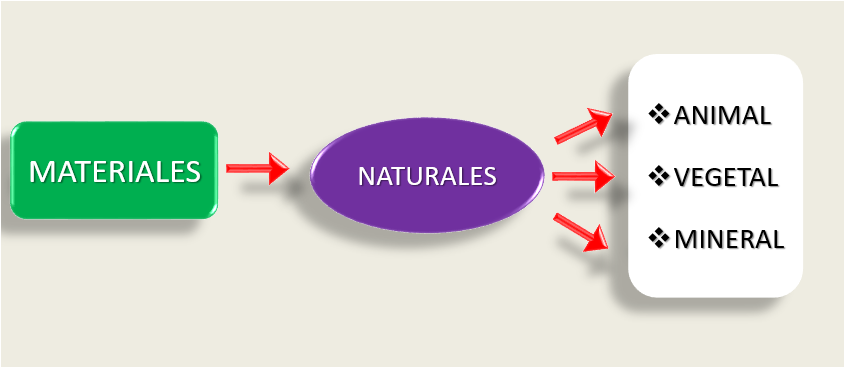 MATERIALES
NATURALES
❖ANIMAL
❖VEGETAL
❖MINERAL